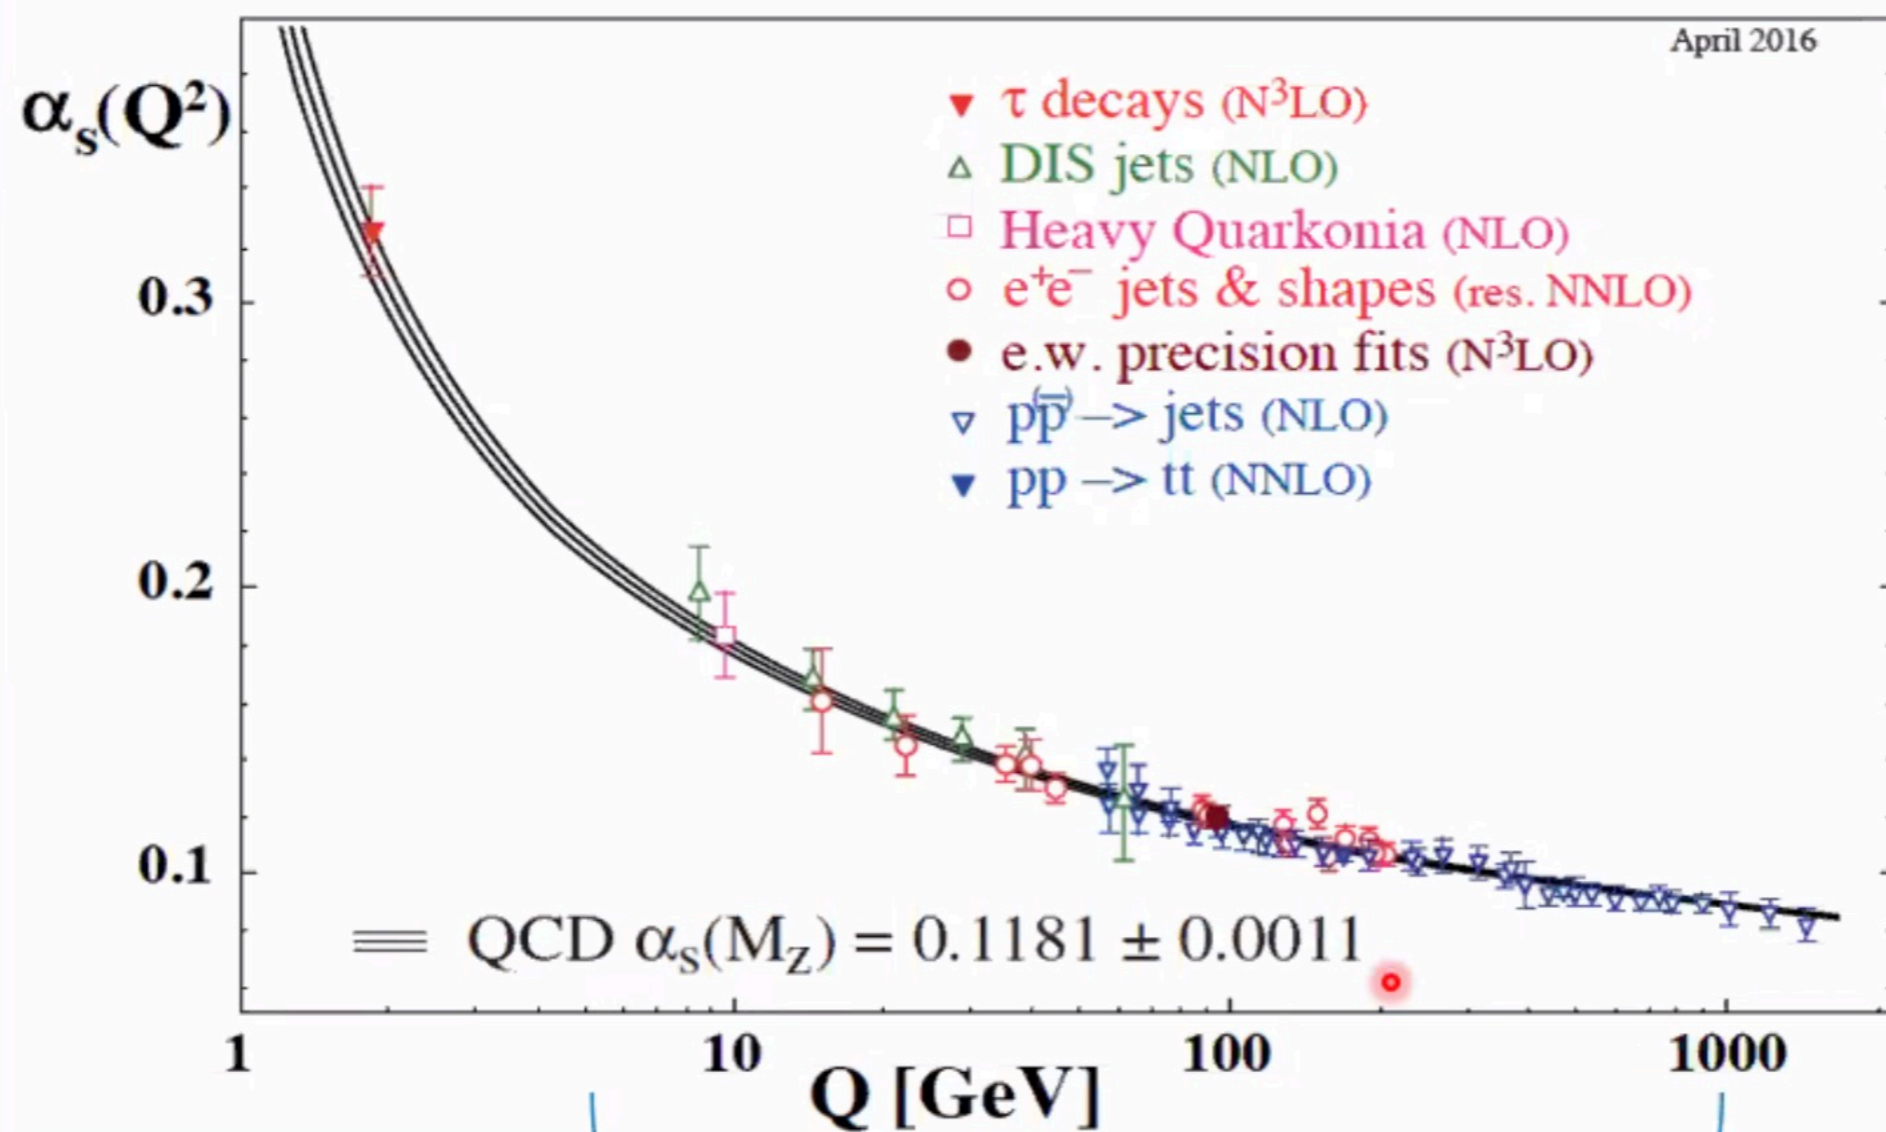 April 2016
αs(Q²)
τ decays (N³LO)
DIS jets (NLO)
Heavy Quarkonia (NLO)
e⁺e⁻ jets & shapes (res. NNLO)
e.w. precision fits (N³LO)
pp̅⁽⁻⁾ –> jets (NLO)
pp –> tt (NNLO)
0.3
0.2
0.1
QCD αs(Mz) = 0.1181 ± 0.0011
1 10 100 1000
Q [GeV]